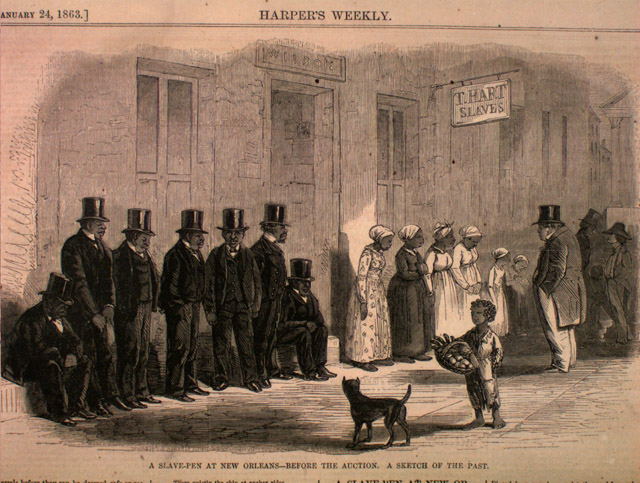 ANUARY 24, 1863.]
HARPER'S WEEKLY.
T. HART
SLAVES
A SLAVE-PEN AT NEW ORLEANS—BEFORE THE AUCTION. A SKETCH OF THE PAST.